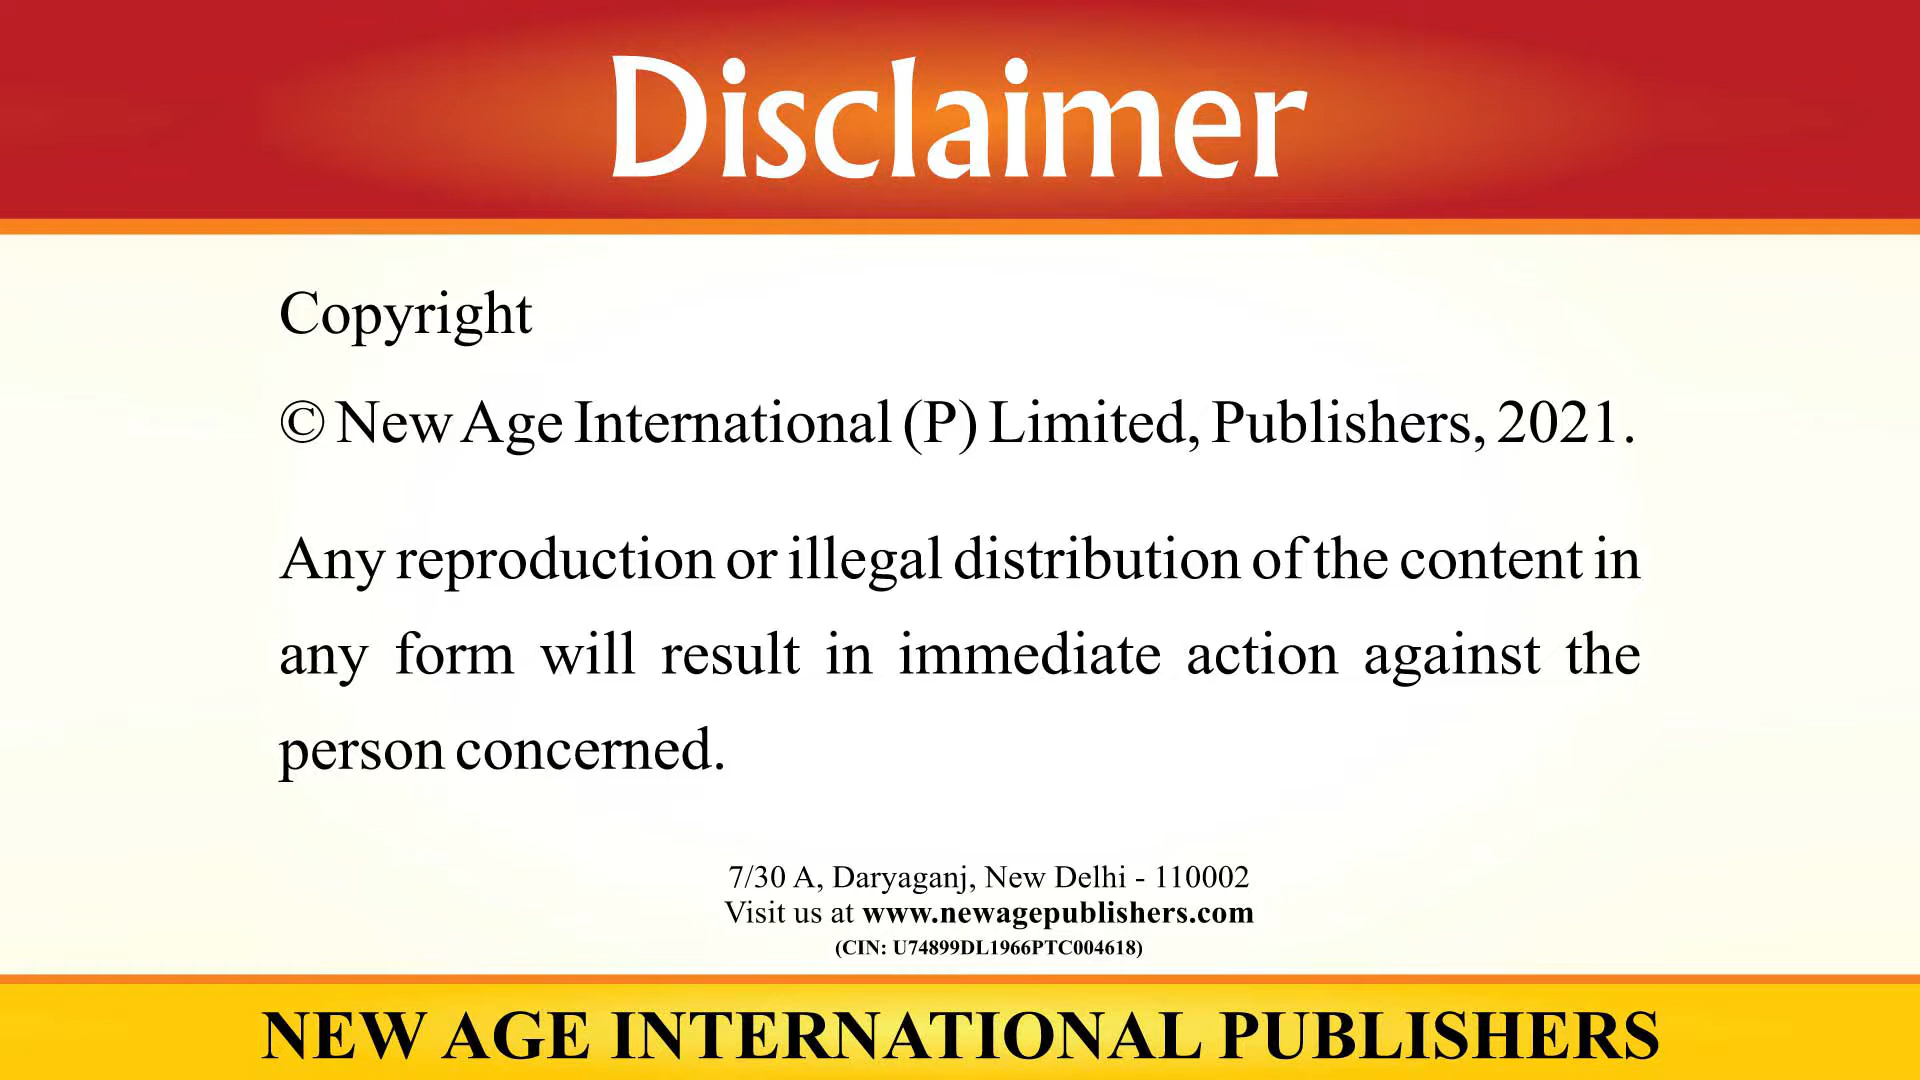 Disclaimer
Copyright
© New Age International (P) Limited, Publishers, 2021.
Any reproduction or illegal distribution of the content in
any form will result in immediate action against the
person concerned.
7/30 A, Daryaganj, New Delhi - 110002
Visit us at www.newagepublishers.com
(CIN: U74899DL1966PTC004618)
NEW AGE INTERNATIONAL PUBLISHERS